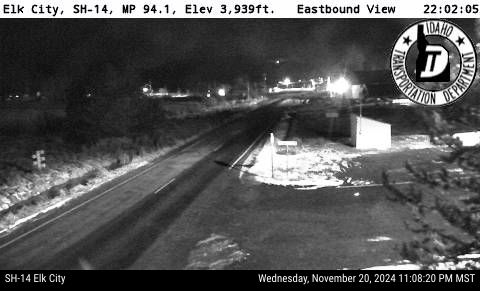 Elk City, SH-14, MP 94.1, Elev 3,939ft. Eastbound View 22:02:05
IDAHO
TRANSPORTATION DEPARTMENT
SH-14 Elk City Wednesday, November 20, 2024 11:08:20 PM MST